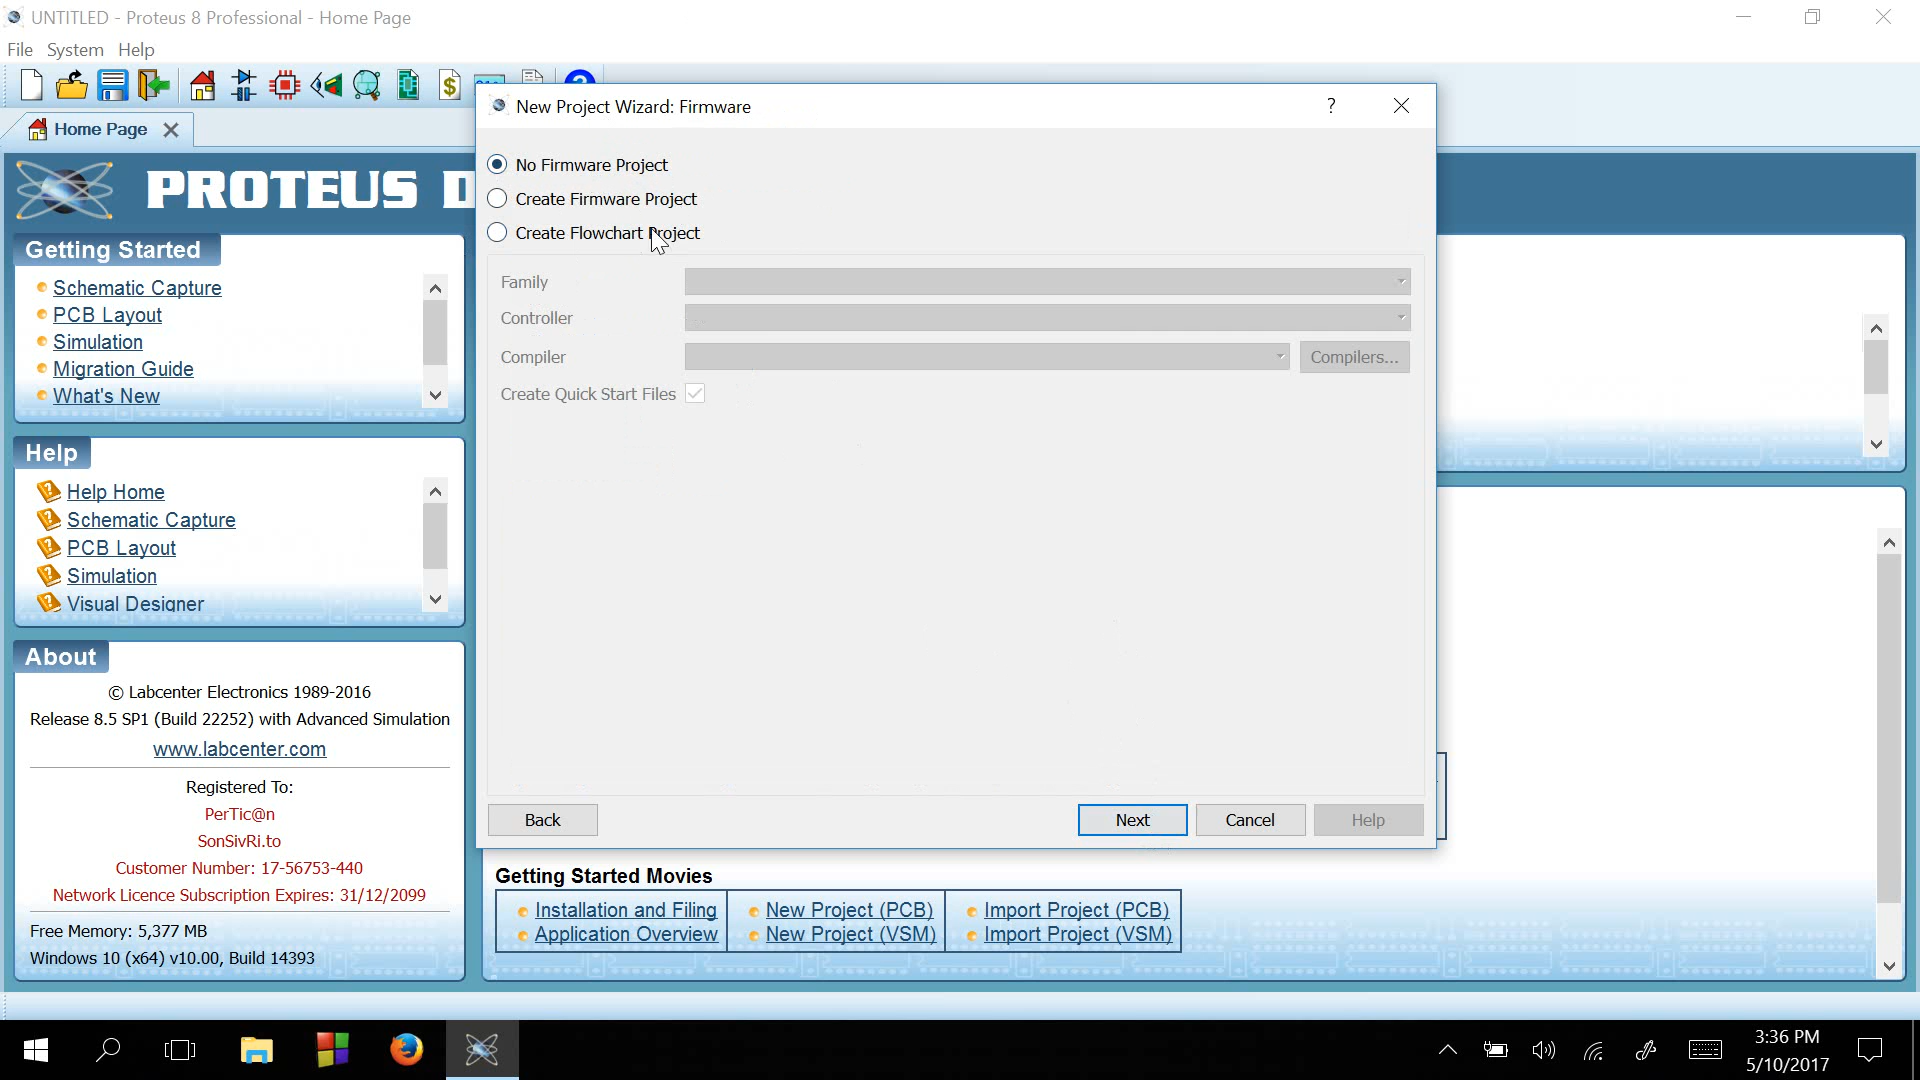 UNTITLED - Proteus 8 Professional - Home Page
File System Help
$
?
Home Page
New Project Wizard: Firmware
?
PROTEUS D
No Firmware Project
Create Firmware Project
Create Flowchart Project
Family
Controller
Compiler
Compilers...
Create Quick Start Files
Back
Next
Cancel
Help
Getting Started
Schematic Capture
PCB Layout
Simulation
Migration Guide
What's New
Help
Help Home
Schematic Capture
PCB Layout
Simulation
Visual Designer
About
© Labcenter Electronics 1989-2016
Release 8.5 SP1 (Build 22252) with Advanced Simulation
www.labcenter.com
Registered To:
PerTic@n
SonSivRi.to
Customer Number: 17-56753-440
Network Licence Subscription Expires: 31/12/2099
Free Memory: 5,377 MB
Windows 10 (x64) v10.00, Build 14393
Getting Started Movies
Installation and Filing
Application Overview
New Project (PCB)
New Project (VSM)
Import Project (PCB)
Import Project (VSM)
3:36 PM
5/10/2017